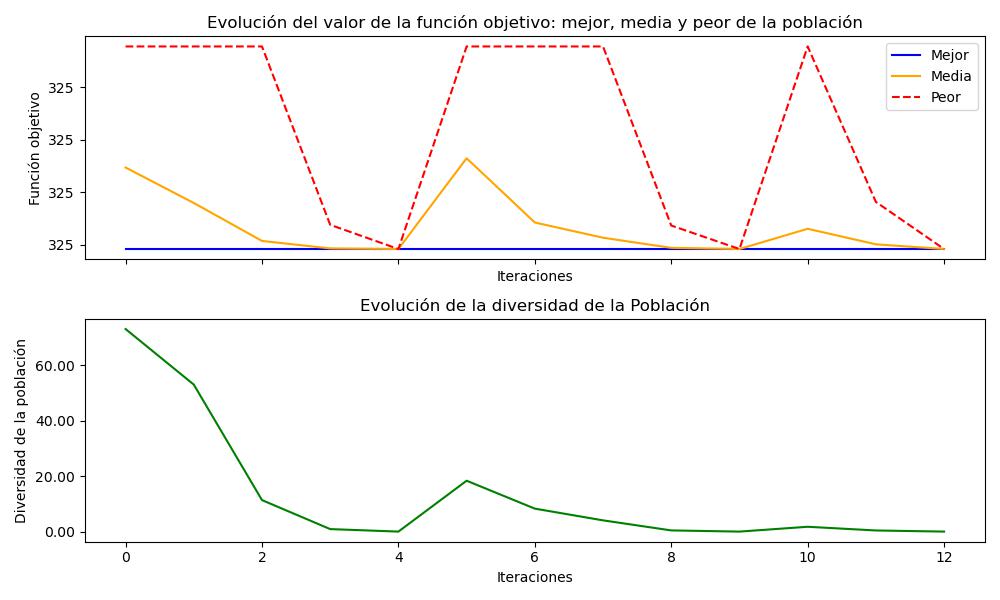 Evolución del valor de la función objetivo: mejor, media y peor de la población
Mejor
Media
Peor
325
325
325
325
Función objetivo
Iteraciones
Evolución de la diversidad de la Población
60.00
40.00
20.00
0.00
Diversidad de la población
0 2 4 6 8 10 12
Iteraciones